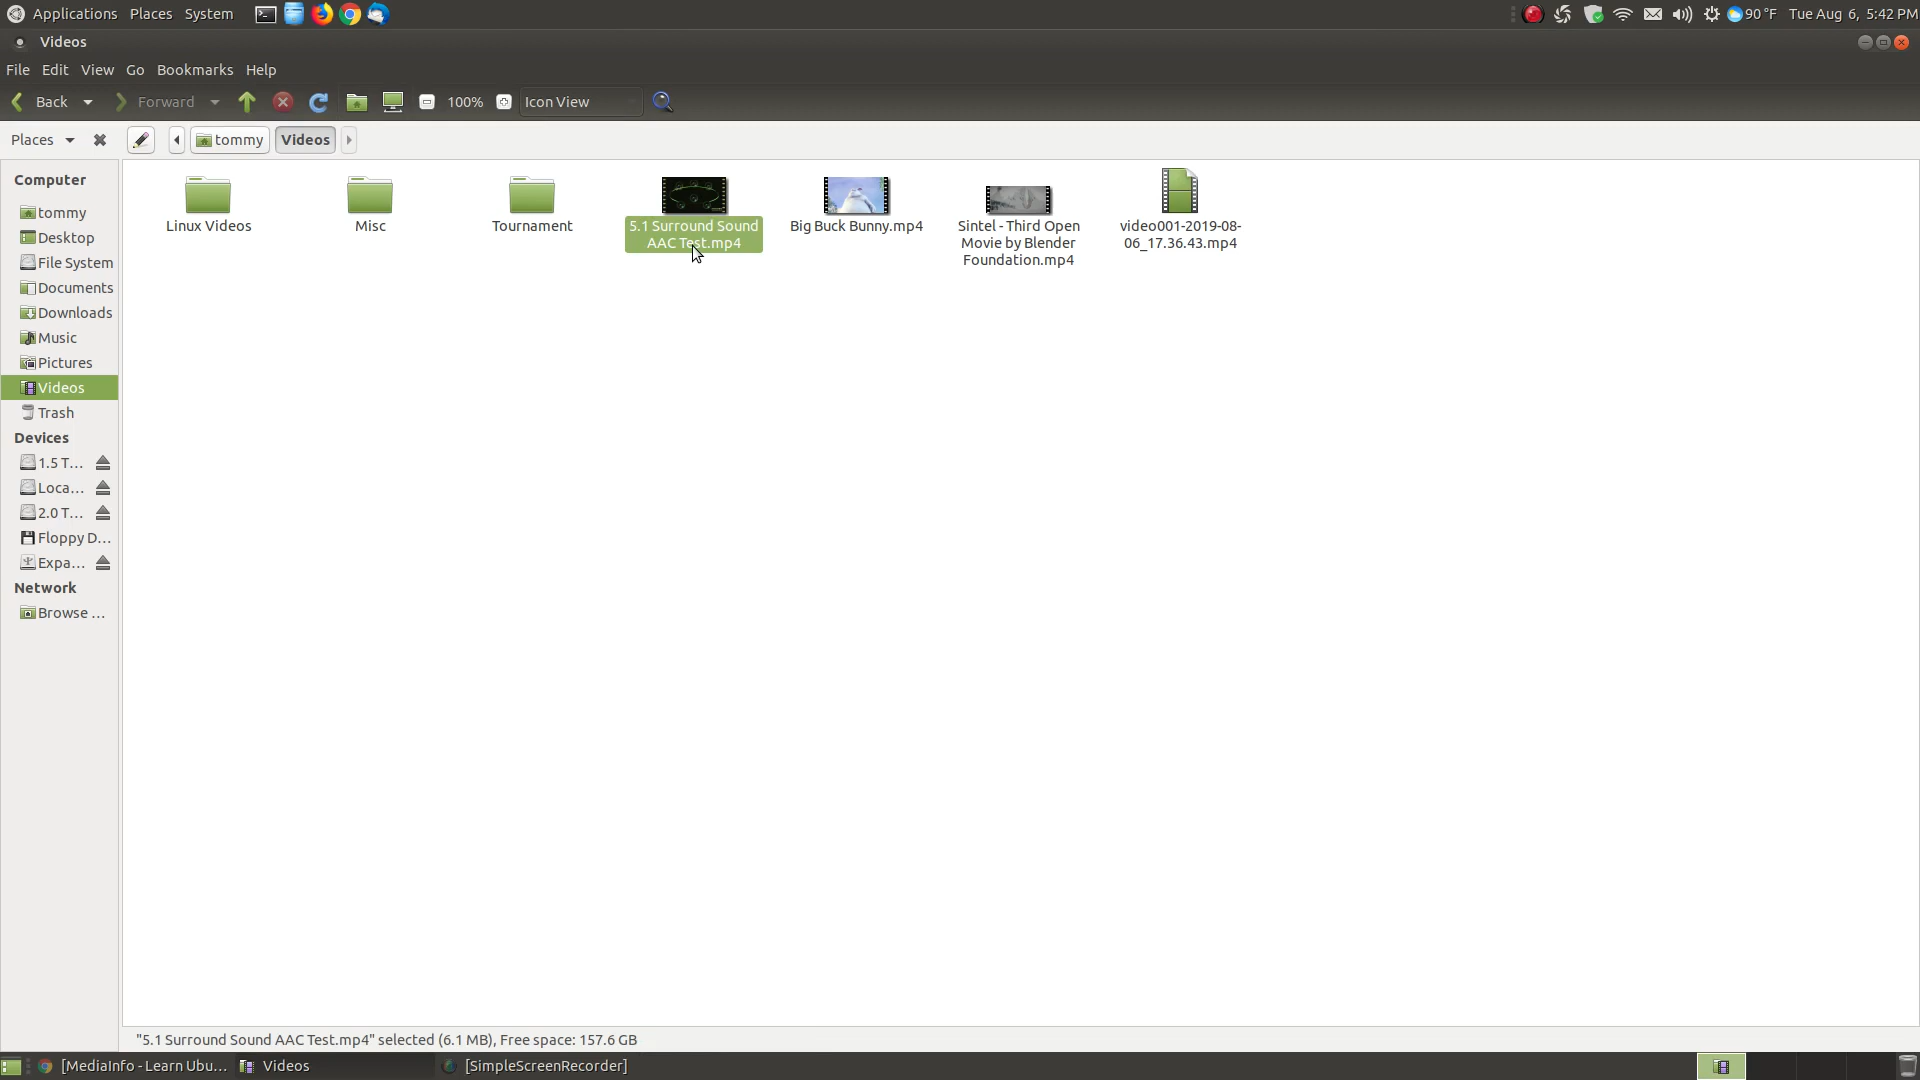 Applications Places System
90 °F Tue Aug 6, 5:42 PM
Videos
File Edit View Go Bookmarks Help
Back Forward 100% Icon View
Places tommy Videos
Computer
tommy
Desktop
File System
Documents
Downloads
Music
Pictures
Videos
Trash
Devices
1.5 T...
Loca...
2.0 T...
Floppy D...
Expa...
Network
Browse ...
Linux Videos
Misc
Tournament
5.1 Surround Sound
AAC Test.mp4
Big Buck Bunny.mp4
Sintel - Third Open
Movie by Blender
Foundation.mp4
video001-2019-08-
06_17.36.43.mp4
"5.1 Surround Sound AAC Test.mp4" selected (6.1 MB), Free space: 157.6 GB
[MediaInfo - Learn Ubu... Videos [SimpleScreenRecorder]